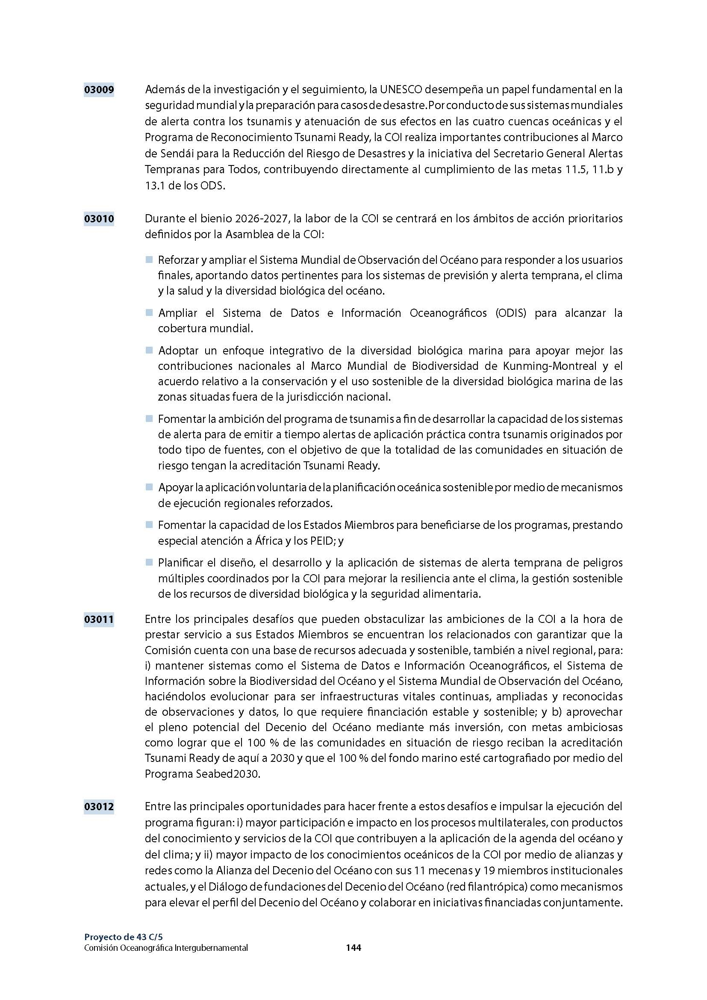 03009
Además de la investigación y el seguimiento, la UNESCO desempeña un papel fundamental en la
seguridad mundial y la preparación para casos de desastre. Por conducto de sus sistemas mundiales
de alerta contra los tsunamis y atenuación de sus efectos en las cuatro cuencas oceánicas y el
Programa de Reconocimiento Tsunami Ready, la COI realiza importantes contribuciones al Marco
de Sendái para la Reducción del Riesgo de Desastres y la iniciativa del Secretario General Alertas
Tempranas para Todos, contribuyendo directamente al cumplimiento de las metas 11.5, 11.b y
13.1 de los ODS.
03010
Durante el bienio 2026-2027, la labor de la COI se centrará en los ámbitos de acción prioritarios
definidos por la Asamblea de la COI:
Reforzar y ampliar el Sistema Mundial de Observación del Océano para responder a los usuarios
finales, aportando datos pertinentes para los sistemas de previsión y alerta temprana, el clima
y la salud y la diversidad biológica del océano.
Ampliar el Sistema de Datos e Información Oceanográficos (ODIS) para alcanzar la
cobertura mundial.
Adoptar un enfoque integrativo de la diversidad biológica marina para apoyar mejor las
contribuciones nacionales al Marco Mundial de Biodiversidad de Kunming-Montreal y el
acuerdo relativo a la conservación y el uso sostenible de la diversidad biológica marina de las
zonas situadas fuera de la jurisdicción nacional.
Fomentar la ambición del programa de tsunamis a fin de desarrollar la capacidad de los sistemas
de alerta para de emitir a tiempo alertas de aplicación práctica contra tsunamis originados por
todo tipo de fuentes, con el objetivo de que la totalidad de las comunidades en situación de
riesgo tengan la acreditación Tsunami Ready.
Apoyar la aplicación voluntaria de la planificación oceánica sostenible por medio de mecanismos
de ejecución regionales reforzados.
Fomentar la capacidad de los Estados Miembros para beneficiarse de los programas, prestando
especial atención a África y los PEID; y
Planificar el diseño, el desarrollo y la aplicación de sistemas de alerta temprana de peligros
múltiples coordinados por la COI para mejorar la resiliencia ante el clima, la gestión sostenible
de los recursos de diversidad biológica y la seguridad alimentaria.
03011
Entre los principales desafíos que pueden obstaculizar las ambiciones de la COI a la hora de
prestar servicio a sus Estados Miembros se encuentran los relacionados con garantizar que la
Comisión cuenta con una base de recursos adecuada y sostenible, también a nivel regional, para:
i) mantener sistemas como el Sistema de Datos e Información Oceanográficos, el Sistema de
Información sobre la Biodiversidad del Océano y el Sistema Mundial de Observación del Océano,
haciéndolos evolucionar para ser infraestructuras vitales continuas, ampliadas y reconocidas
de observaciones y datos, lo que requiere financiación estable y sostenible; y b) aprovechar
el pleno potencial del Decenio del Océano mediante más inversión, con metas ambiciosas
como lograr que el 100 % de las comunidades en situación de riesgo reciban la acreditación
Tsunami Ready de aquí a 2030 y que el 100 % del fondo marino esté cartografiado por medio del
Programa Seabed2030.
03012
Entre las principales oportunidades para hacer frente a estos desafíos e impulsar la ejecución del
programa figuran: i) mayor participación e impacto en los procesos multilaterales, con productos
del conocimiento y servicios de la COI que contribuyen a la aplicación de la agenda del océano y
del clima; y ii) mayor impacto de los conocimientos oceánicos de la COI por medio de alianzas y
redes como la Alianza del Decenio del Océano con sus 11 mecenas y 19 miembros institucionales
actuales, y el Diálogo de fundaciones del Decenio del Océano (red filantrópica) como mecanismos
para elevar el perfil del Decenio del Océano y colaborar en iniciativas financiadas conjuntamente.
Proyecto de 43 C/5
Comisión Oceanográfica Intergubernamental
144